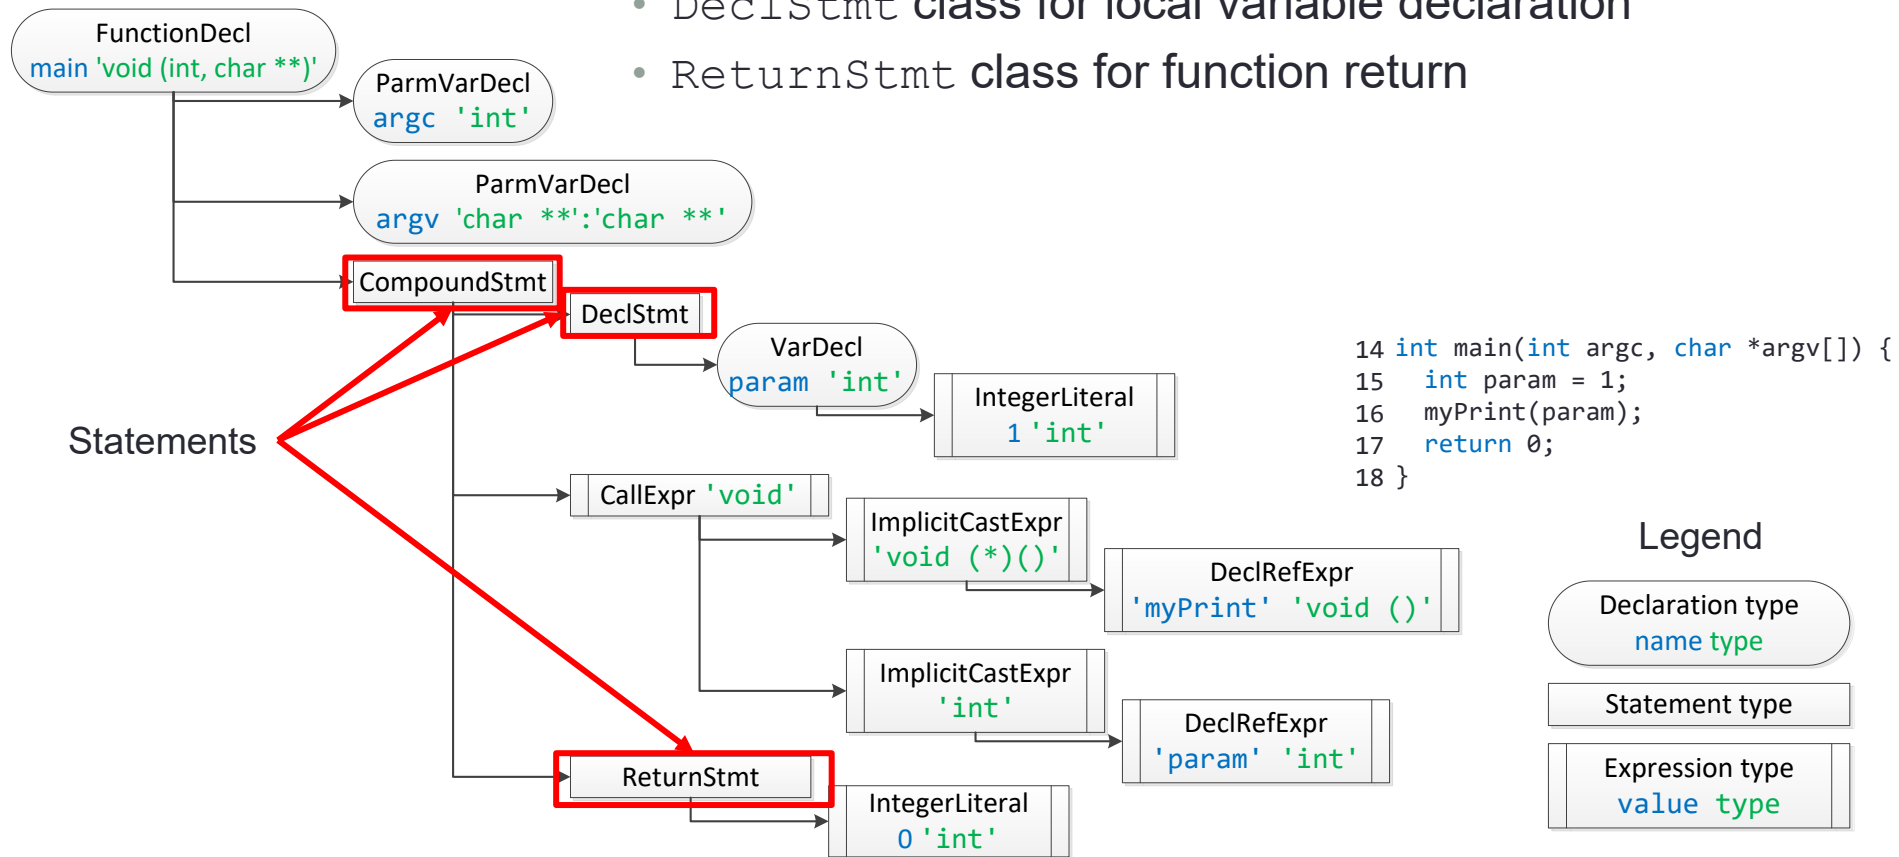 • DeclStmt class for local variable declaration
• ReturnStmt class for function return
FunctionDecl
main 'void (int, char **)'
ParmVarDecl
argc 'int'
ParmVarDecl
argv 'char **':'char **'
CompoundStmt
DeclStmt
VarDecl
param 'int'
IntegerLiteral
1 'int'
Statements
CallExpr 'void'
ImplicitCastExpr
'void (*)()'
DeclRefExpr
'myPrint' 'void ()'
ImplicitCastExpr
'int'
DeclRefExpr
'param' 'int'
ReturnStmt
IntegerLiteral
0 'int'
14 int main(int argc, char *argv[]) {
15 int param = 1;
16 myPrint(param);
17 return 0;
18 }
Legend
Declaration type
name type
Statement type
Expression type
value type